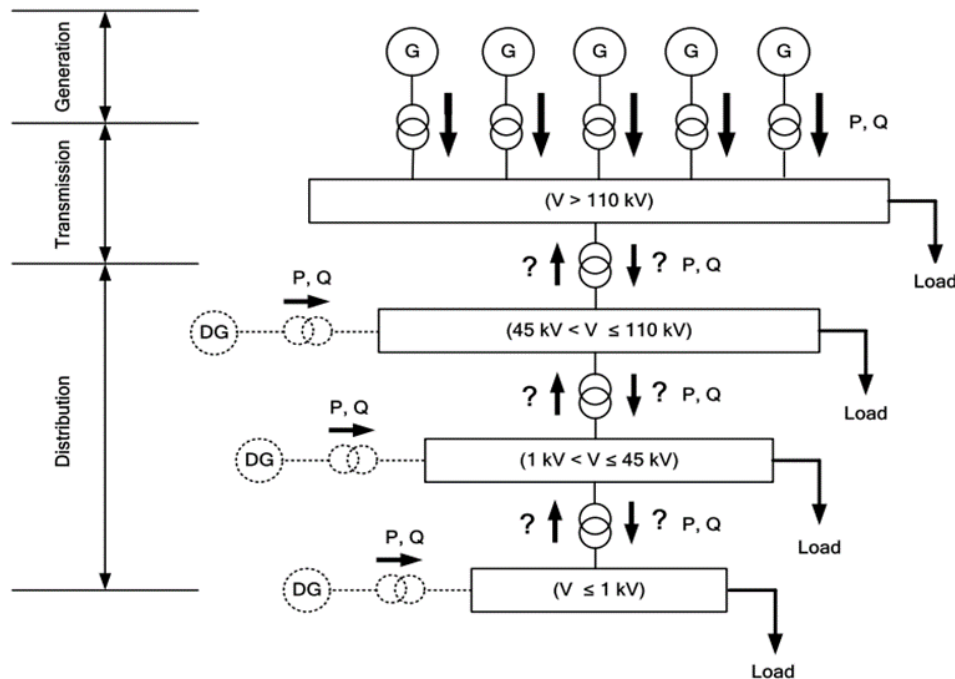 Generation
G G G G G
P, Q
Transmission
(V > 110 kV)
? ? P, Q
Load
P, Q
DG
(45 kV < V ≤ 110 kV)
? ? P, Q
Load
P, Q
Distribution
DG
(1 kV < V ≤ 45 kV)
? ? P, Q
Load
P, Q
DG
(V ≤ 1 kV)
Load